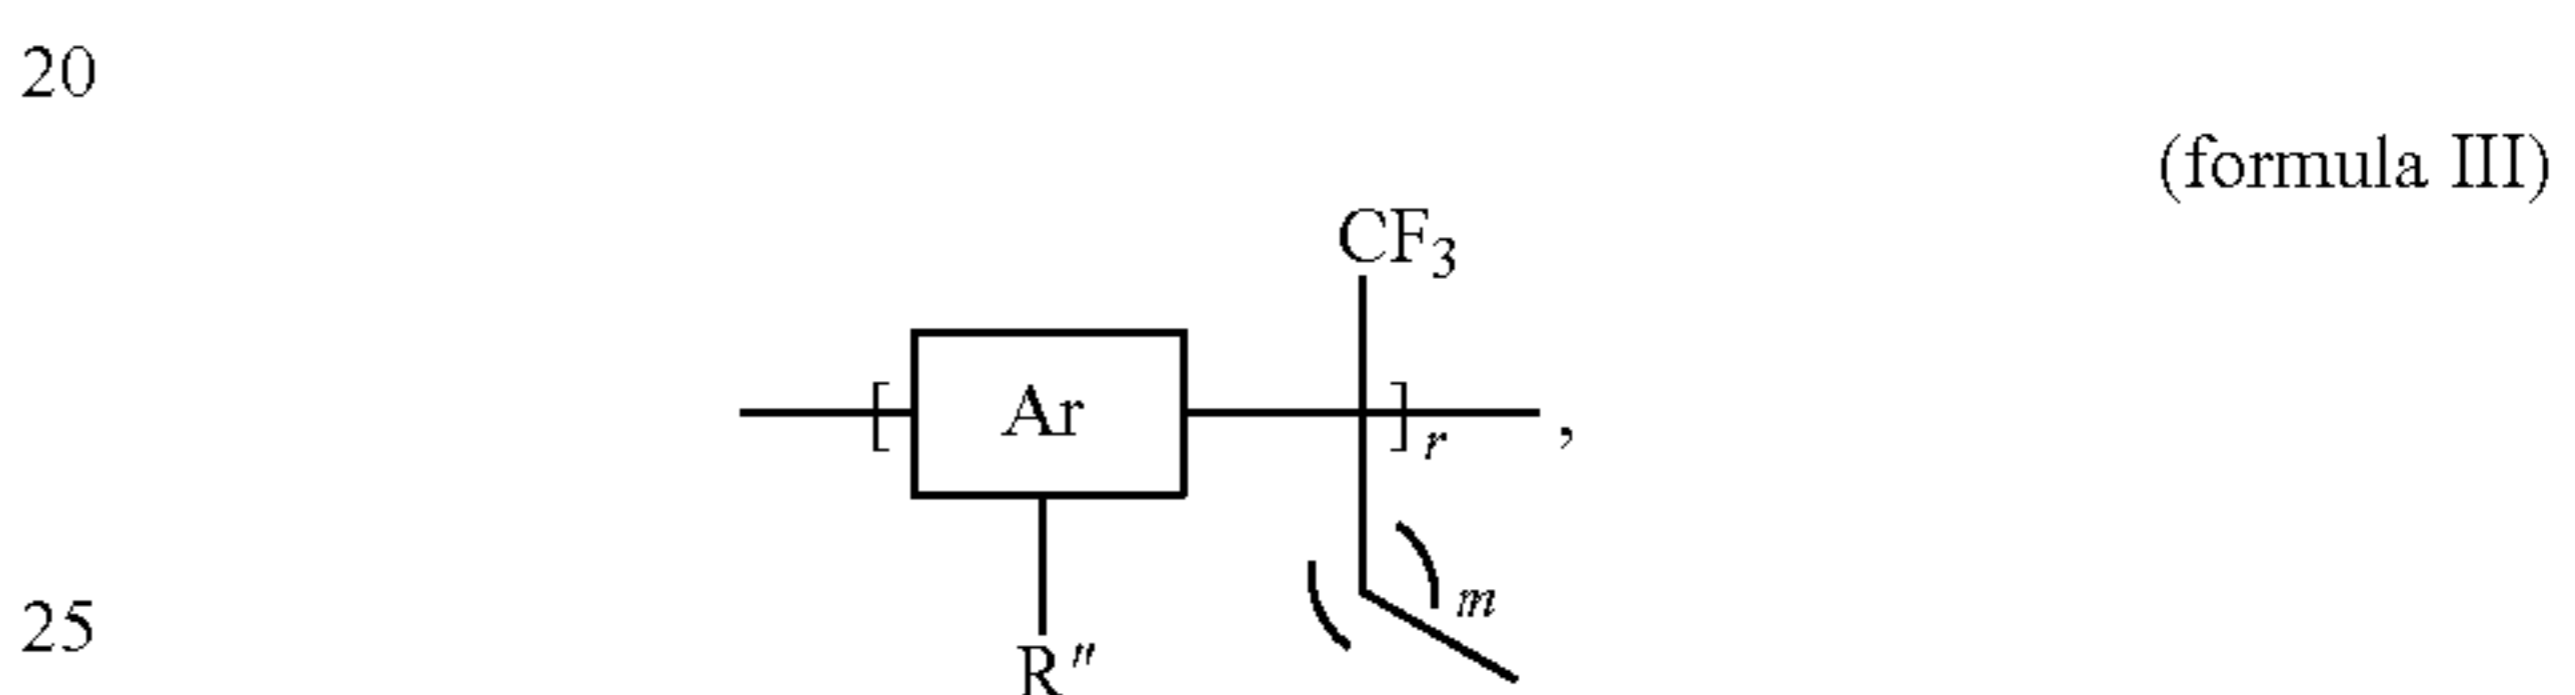 20
(formula III)
CF₃
[ Ar ]r ,
( )m
25
R″